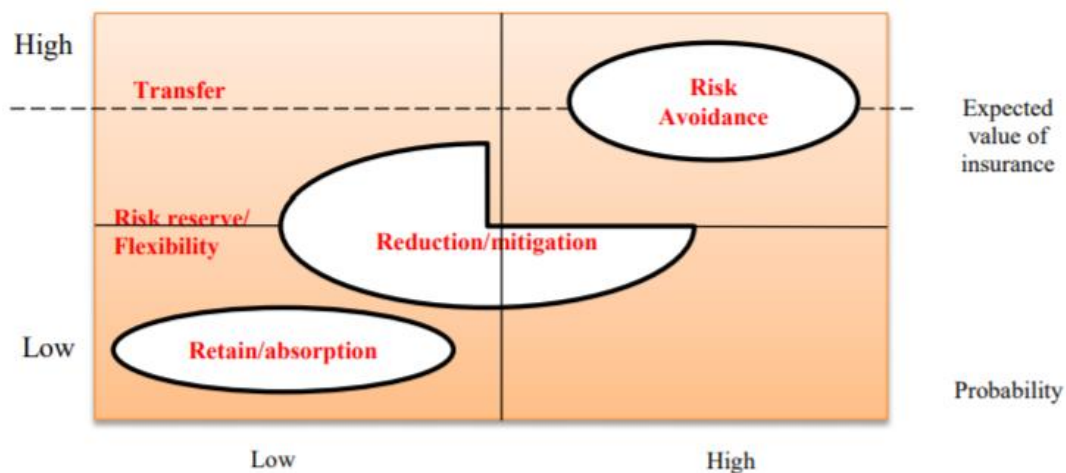 High
Transfer
Risk
Avoidance
Expected
value of
insurance
Risk reserve/
Flexibility
Reduction/mitigation
Low
Retain/absorption
Probability
Low
High